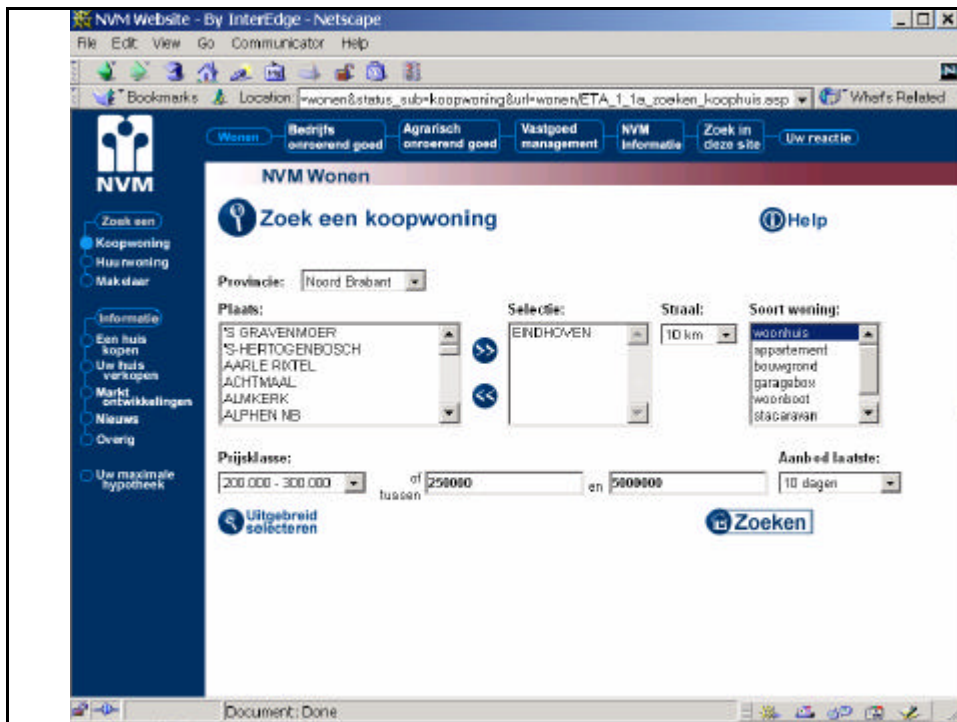 NVM Website - By InterEdge - Netscape
File Edit View Go Communicator Help
Bookmarks Location: =wonen&status_sub=koopwoning&url=wonen/ETA_1_1a_zoeken_koophuis.asp What's Related
NVM
Wonen
Bedrijfs onroerend goed
Agrarisch onroerend goed
Vastgoed management
NVM Informatie
Zoek in deze site
Uw reactie
NVM Wonen
Zoek een
Koopwoning
Huurwoning
Makelaar
Informatie
Een huis
kopen
Uw huis
verkopen
Markt
ontwikkelingen
Nieuws
Overig
Uw maximale
hypotheek
Zoek een koopwoning
Help
Provincie: Noord Brabant
Plaats: Selectie: Straal: Soort woning:
'S GRAVENMOER
'S-HERTOGENBOSCH
AARLE RIXTEL
ACHTMAAL
ALMKERK
ALPHEN NB
>>
<<
EINDHOVEN
10 km
woonhuis
appartement
bouwgrond
garagebox
woonboot
stacaravan
Prijsklasse: Aanbod laatste:
200.000 - 300.000 of tussen 250000 en 5000000 10 dagen
Uitgebreid
selecteren
Zoeken
Document: Done